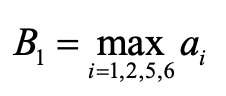 B₁ = max aᵢ
i=1,2,5,6